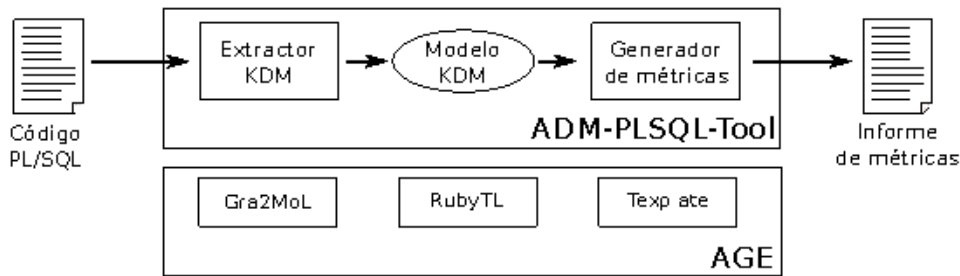 Extractor
KDM
Modelo
KDM
Generador
de métricas
ADM-PLSQL-Tool
Código
PL/SQL
Informe
de métricas
Gra2MoL
RubyTL
Texp ate
AGE